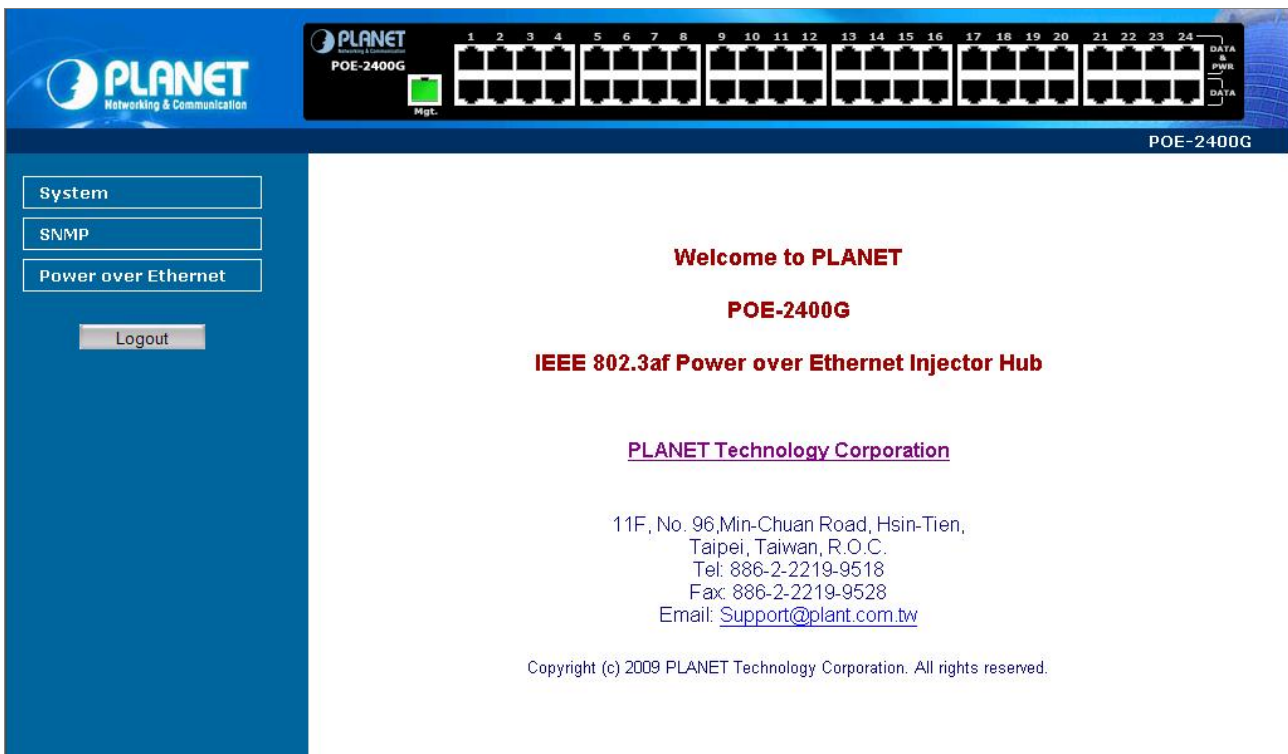 PLANET
Networking & Communication
PLANET
Networking & Communication
POE-2400G
Mgt.
1 2 3 4 5 6 7 8 9 10 11 12 13 14 15 16 17 18 19 20 21 22 23 24
DATA
&
PWR
DATA
POE-2400G
System
SNMP
Power over Ethernet
Logout
Welcome to PLANET
POE-2400G
IEEE 802.3af Power over Ethernet Injector Hub
PLANET Technology Corporation
11F, No. 96,Min-Chuan Road, Hsin-Tien,
Taipei, Taiwan, R.O.C.
Tel: 886-2-2219-9518
Fax: 886-2-2219-9528
Email: Support@plant.com.tw
Copyright (c) 2009 PLANET Technology Corporation. All rights reserved.